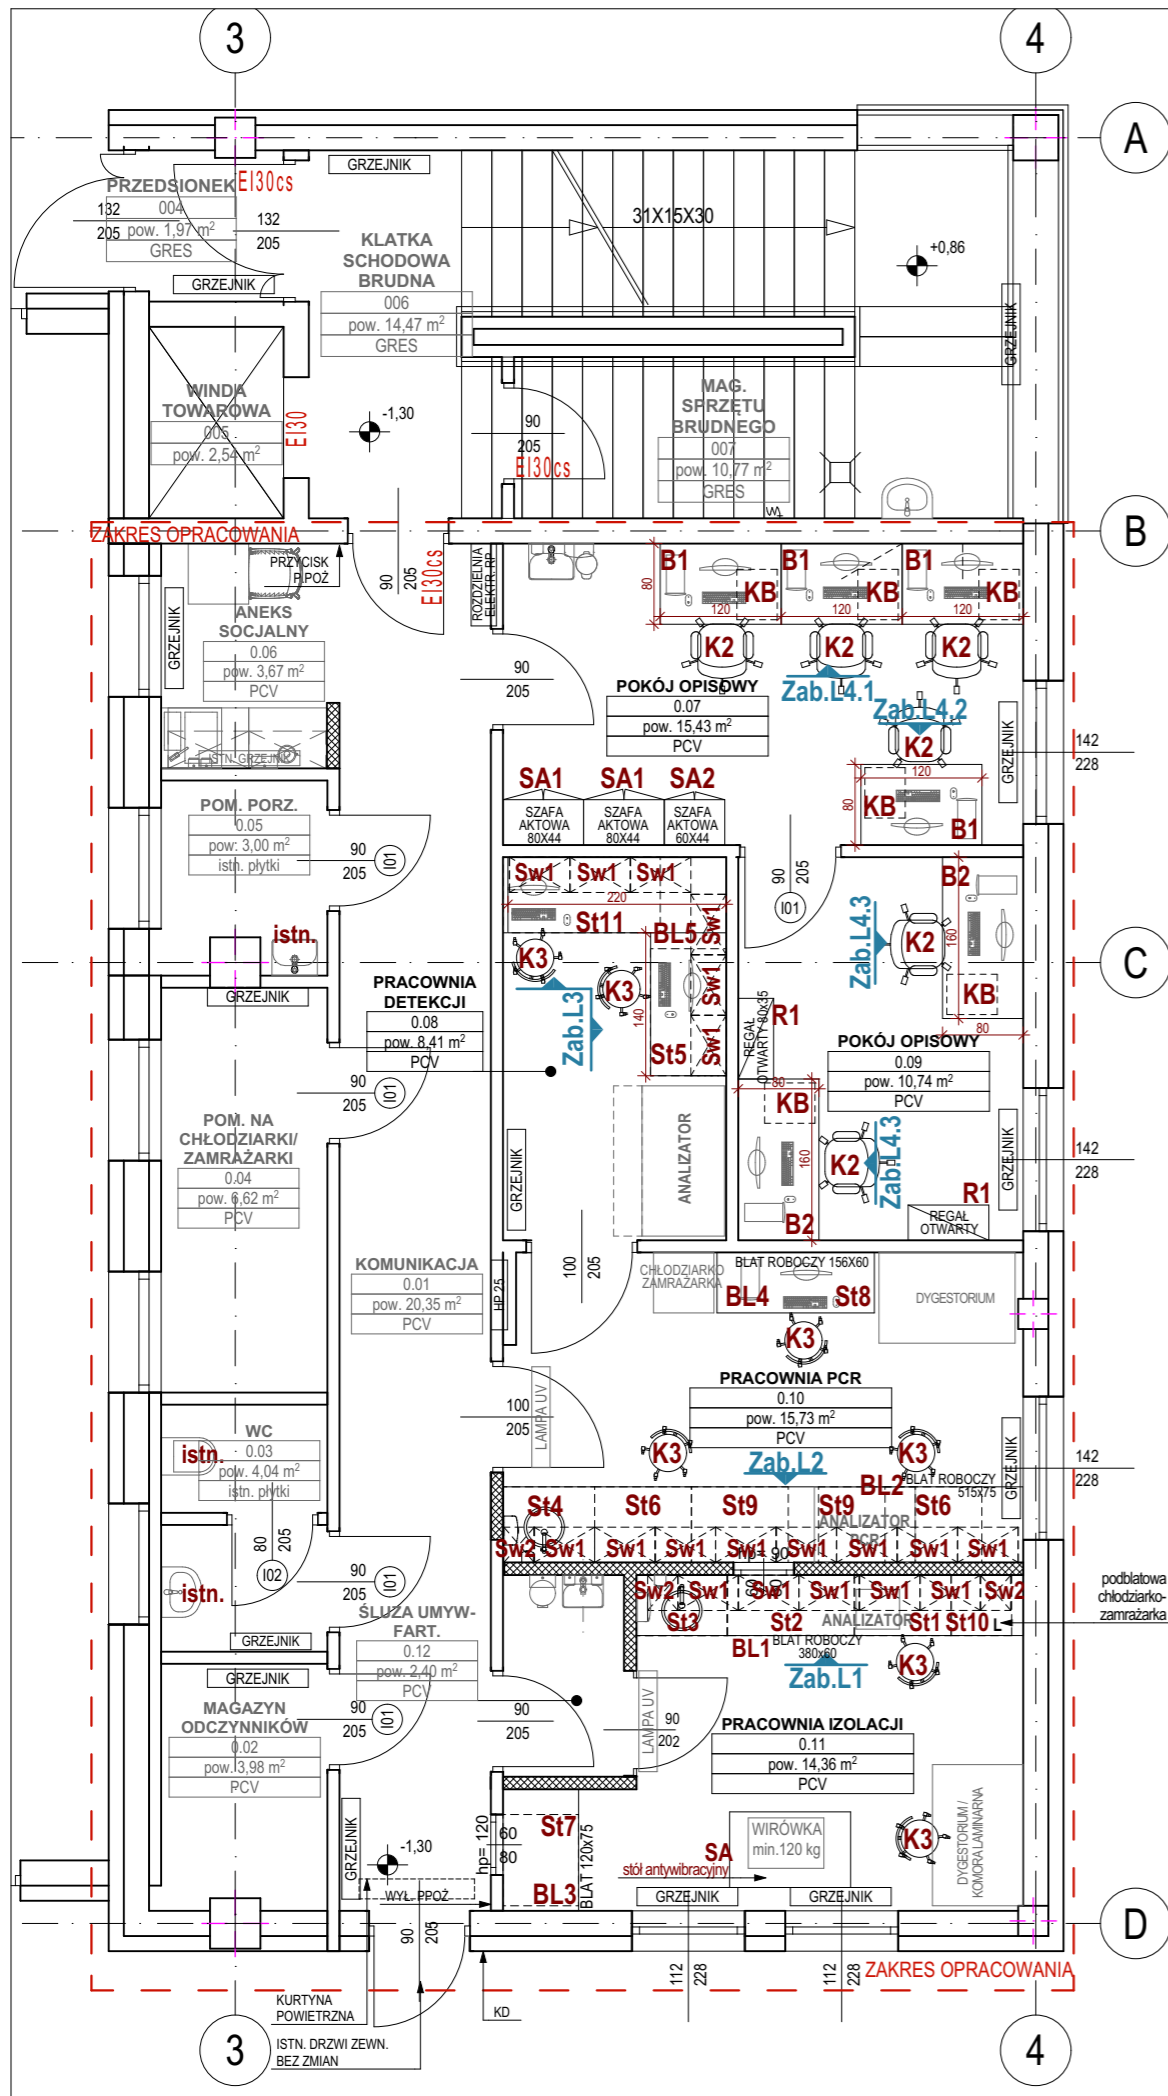 3
4
A
PRZEDSIONEK
004
pow. 1,97 m²
GRES
EI30cs
132
205
132
205
GRZEJNIK
GRZEJNIK
KLATKA
SCHODOWA
BRUDNA
006
pow. 14,47 m²
GRES
31X15X30
+0,86
GRZEJNIK
WINDA
TOWAROWA
005
pow. 2,54 m²
EI30
-1,30
90
205
EI30cs
MAG.
SPRZĘTU
BRUDNEGO
007
pow. 10,77 m²
GRES
B
ZAKRES OPRACOWANIA
PRZYCISK
P.POŻ
90
205
EI30cs
ROZDZIELNIA
ELEKTR. RP
GRZEJNIK
ANEKS
SOCJALNY
0.06
pow. 3,67 m²
PCV
ISTN. GRZEJNIK
B1
B1
B1
80
KB
KB
KB
120
120
120
K2
K2
K2
Zab.L4.1
Zab.L4.2
90
205
POKÓJ OPISOWY
0.07
pow. 15,43 m²
PCV
K2
GRZEJNIK
142
228
120
80
KB
B1
SA1
SA1
SA2
SZAFA
AKTOWA
80X44
SZAFA
AKTOWA
80X44
SZAFA
AKTOWA
60X44
POM. PORZ.
0.05
pow: 3,00 m²
istn. płytki
90
205
I01
istn.
GRZEJNIK
Sw1
Sw1
Sw1
220
St11
BL5
Sw1
Sw1
Sw1
K3
K3
Zab.L3
140
St5
90
205
I01
B2
160
K2
Zab.L4.3
KB
80
C
PRACOWNIA
DETEKCJI
0.08
pow. 8,41 m²
PCV
REGAŁ
OTWARTY 80x35
R1
POKÓJ OPISOWY
0.09
pow. 10,74 m²
PCV
90
205
I01
80
KB
160
K2
Zab.L4.3
B2
R1
REGAŁ
OTWARTY
GRZEJNIK
142
228
POM. NA
CHŁODZIARKI/
ZAMRAŻARKI
0.04
pow. 6,62 m²
PCV
GRZEJNIK
ANALIZATOR
100
205
KOMUNIKACJA
0.01
pow. 20,35 m²
PCV
HP 25
CHŁODZIARKO
ZAMRAŻARKA
BLAT ROBOCZY 156X60
BL4
St8
K3
DYGESTORIUM
PRACOWNIA PCR
0.10
pow. 15,73 m²
PCV
100
205
LAMPA UV
K3
K3
Zab.L2
BL2
BLAT ROBOCZY
515x75
GRZEJNIK
142
228
WC
0.03
pow. 4,04 m²
istn. płytki
istn.
80
205
I02
istn.
St4
St6
St9
St9
St6
ANALIZATOR
PCR
Sw2
Sw1
Sw1
Sw1
Sw1
Sw1
Sw1
Sw1
Sw1
hp= 90
Sw2
Sw1
Sw1
Sw1
Sw1
Sw1
Sw2
St3
St2
ANALIZATOR
St1
St10
L
podblatowa
chłodziarko-
zamrażarka
BL1
BLAT ROBOCZY
380x60
Zab.L1
K3
90
205
I01
GRZEJNIK
GRZEJNIK
ŚLUZA UMYW-
FART.
0.12
pow. 2,40 m²
PCV
90
205
LAMPA UV
90
202
MAGAZYN
ODCZYNNIKÓW
0.02
pow. 3,98 m²
PCV
90
205
I01
PRACOWNIA IZOLACJI
0.11
pow. 14,36 m²
PCV
GRZEJNIK
-1,30
WYŁ. PPOŻ
hp= 120
60
80
St7
BL3
BLAT 120x75
WIRÓWKA
min.120 kg
SA
stół antywibracyjny
K3
DYGESTORIUM /
KOMORA LAMINARNA
GRZEJNIK
GRZEJNIK
D
90
205
112
228
112
228
ZAKRES OPRACOWANIA
KURTYNA
POWIETRZNA
KD
ISTN. DRZWI ZEWN.
BEZ ZMIAN
3
4